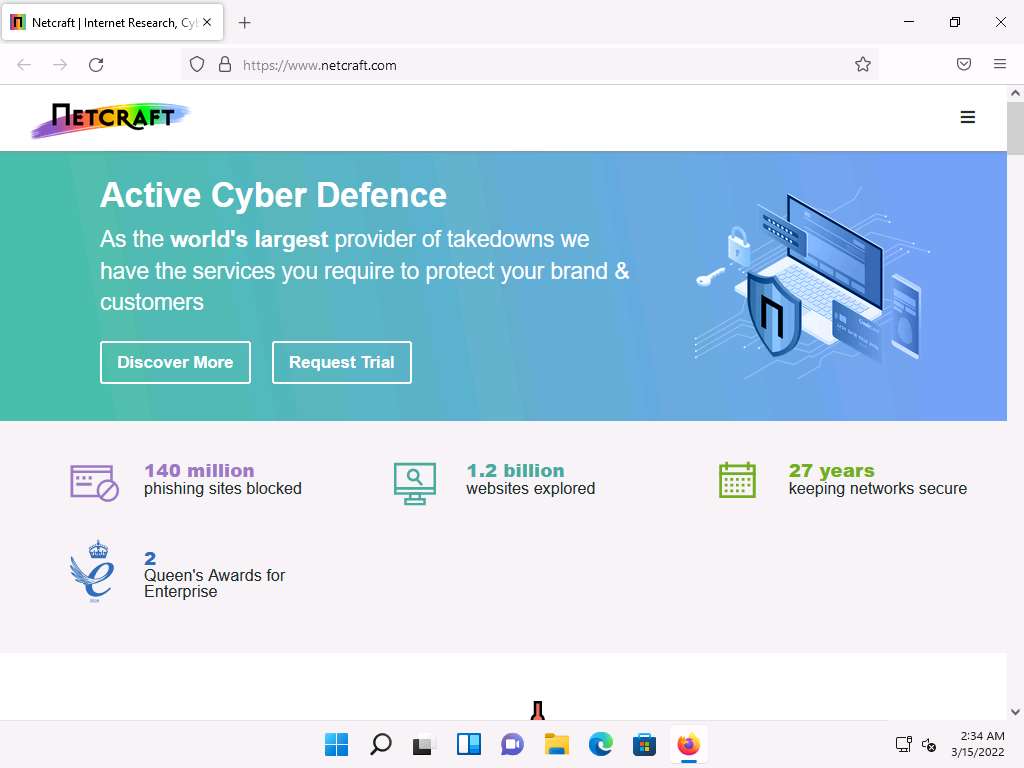 Netcraft | Internet Research, Cy
https://www.netcraft.com
NETCRAFT
Active Cyber Defence
As the world's largest provider of takedowns we
have the services you require to protect your brand &
customers
Discover More
Request Trial
140 million
phishing sites blocked
1.2 billion
websites explored
27 years
keeping networks secure
2
Queen's Awards for
Enterprise
2:34 AM
3/15/2022